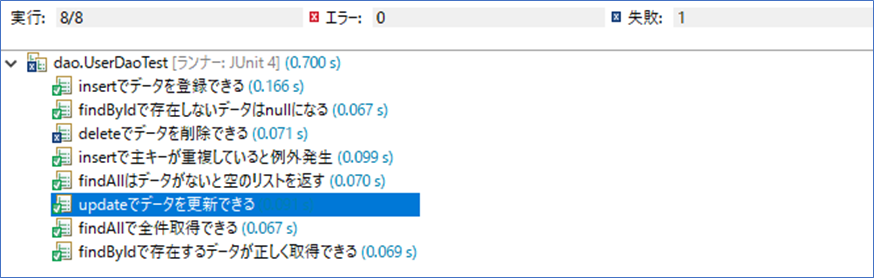 実行: 8/8 エラー: 0 失敗: 1
dao.UserDaoTest [ランナー: JUnit 4] (0.700 s)
insertでデータを登録できる (0.166 s)
findByIdで存在しないデータはnullになる (0.067 s)
deleteでデータを削除できる (0.071 s)
insertで主キーが重複していると例外発生 (0.099 s)
findAllはデータがないと空のリストを返す (0.070 s)
updateでデータを更新できる
findAllで全件取得できる (0.067 s)
findByIdで存在するデータが正しく取得できる (0.069 s)